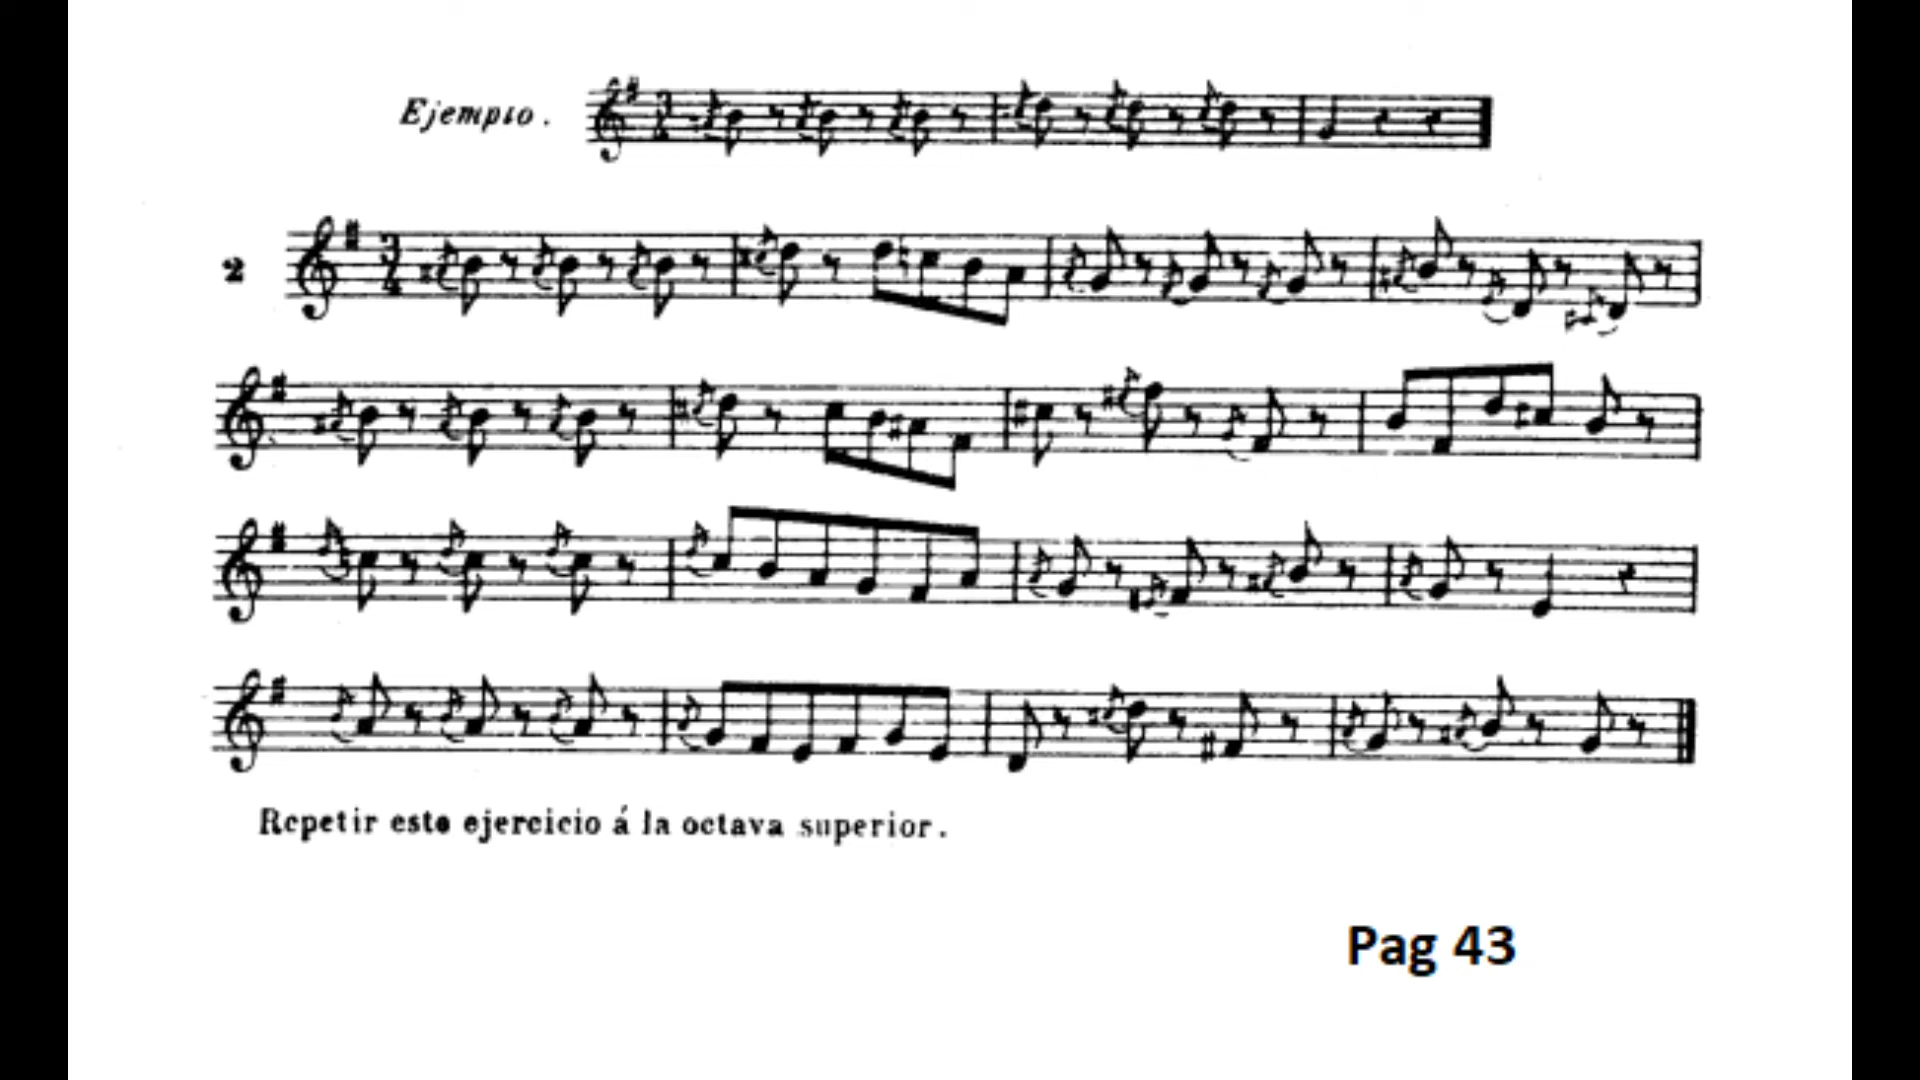 Ejemplo.
2
Repetir este ejercicio á la octava superior.
Pag 43